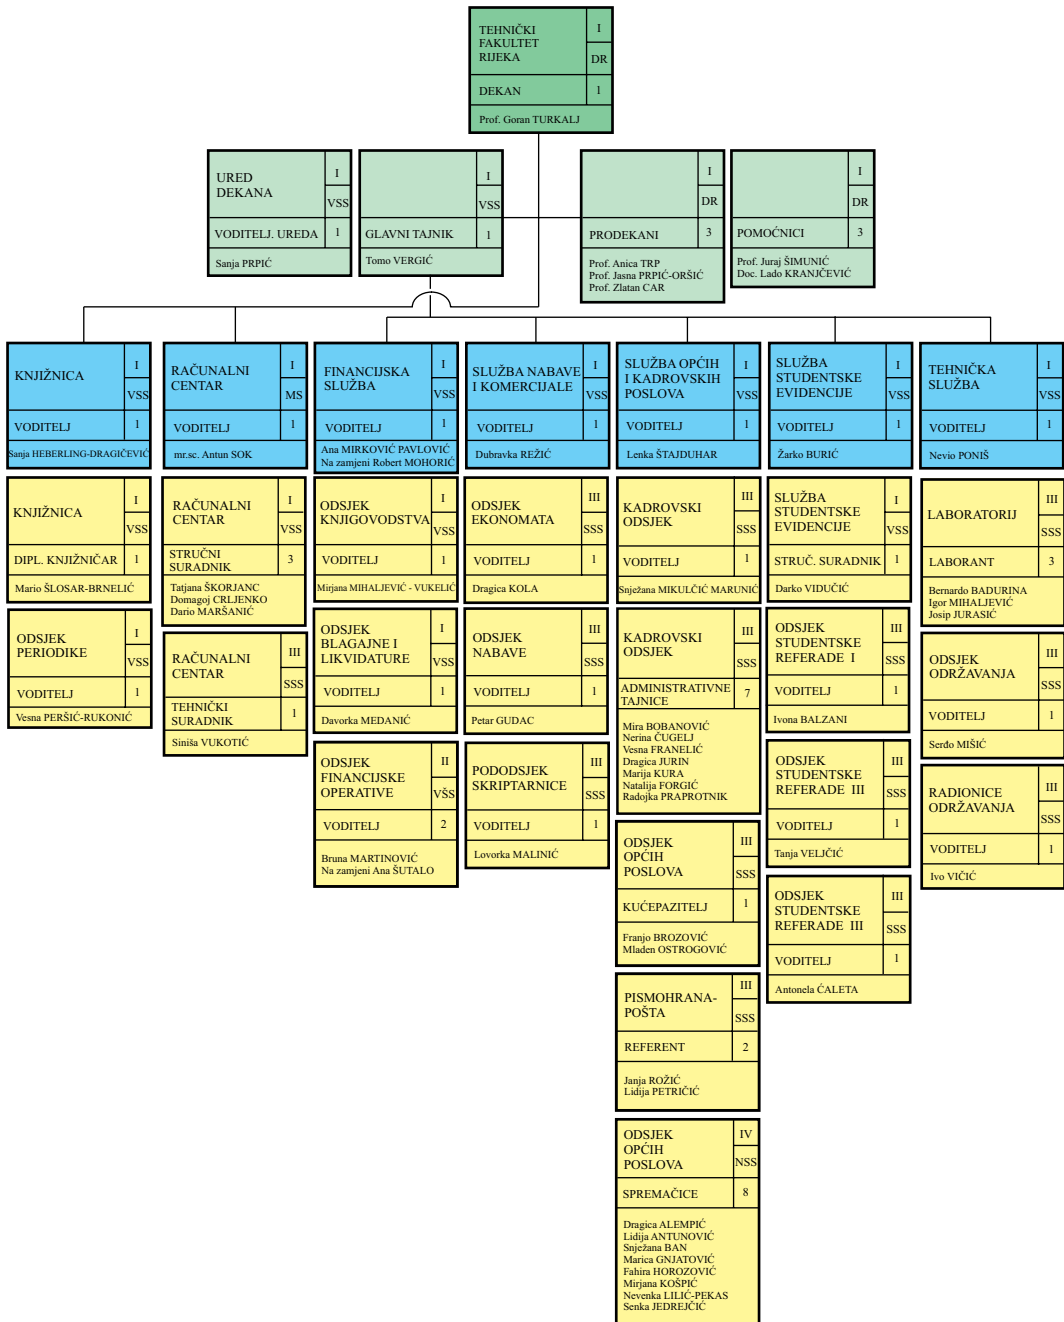 TEHNIČKI
FAKULTET
RIJEKA
I
DR
DEKAN
1
Prof. Goran TURKALJ
URED
DEKANA
I
VSS
VODITELJ. UREDA
1
Sanja PRPIĆ
I
VSS
GLAVNI TAJNIK
1
Tomo VERGIĆ
I
DR
PRODEKANI
3
Prof. Anica TRP
Prof. Jasna PRPIĆ-ORŠIĆ
Prof. Zlatan CAR
I
DR
POMOĆNICI
3
Prof. Juraj ŠIMUNIĆ
Doc. Lado KRANJČEVIĆ
KNJIŽNICA
I
VSS
VODITELJ
1
Sanja HEBERLING-DRAGIČEVIĆ
RAČUNALNI
CENTAR
I
MS
VODITELJ
1
mr.sc. Antun SOK
FINANCIJSKA
SLUŽBA
I
VSS
VODITELJ
1
Ana MIRKOVIĆ PAVLOVIĆ
Na zamjeni Robert MOHORIĆ
SLUŽBA NABAVE
I KOMERCIJALE
I
VSS
VODITELJ
1
Dubravka REŽIĆ
SLUŽBA OPĆIH
I KADROVSKIH
POSLOVA
I
VSS
VODITELJ
1
Lenka ŠTAJDUHAR
SLUŽBA
STUDENTSKE
EVIDENCIJE
I
VSS
VODITELJ
1
Žarko BURIĆ
TEHNIČKA
SLUŽBA
I
VSS
VODITELJ
1
Nevio PONIŠ
KNJIŽNICA
I
VSS
DIPL. KNJIŽNIČAR
1
Mario ŠLOSAR-BRNELIĆ
ODSJEK
PERIODIKE
I
VSS
VODITELJ
1
Vesna PERŠIĆ-RUKONIĆ
RAČUNALNI
CENTAR
I
VSS
STRUČNI
SURADNIK
3
Tatjana ŠKORJANC
Domagoj CRLJENKO
Dario MARŠANIĆ
RAČUNALNI
CENTAR
III
SSS
TEHNIČKI
SURADNIK
1
Siniša VUKOTIĆ
ODSJEK
KNJIGOVODSTVA
I
VSS
VODITELJ
1
Mirjana MIHALJEVIĆ - VUKELIĆ
ODSJEK
BLAGAJNE I
LIKVIDATURE
I
VSS
VODITELJ
1
Davorka MEDANIĆ
ODSJEK
FINANCIJSKE
OPERATIVE
II
VŠS
VODITELJ
2
Bruna MARTINOVIĆ
Na zamjeni Ana ŠUTALO
ODSJEK
EKONOMATA
III
SSS
VODITELJ
1
Dragica KOLA
ODSJEK
NABAVE
III
SSS
VODITELJ
1
Petar GUDAC
PODODSJEK
SKRIPTARNICE
III
SSS
VODITELJ
1
Lovorka MALINIĆ
KADROVSKI
ODSJEK
III
SSS
VODITELJ
1
Snježana MIKULČIĆ MARUNIĆ
KADROVSKI
ODSJEK
III
SSS
ADMINISTRATIVNE
TAJNICE
7
Mira BOBANOVIĆ
Nerina ČUGELJ
Vesna FRANELIĆ
Dragica JURIN
Marija KURA
Natalija FORGIĆ
Radojka PRAPROTNIK
ODSJEK
OPĆIH
POSLOVA
III
SSS
KUĆEPAZITELJ
1
Franjo BROZOVIĆ
Mladen OSTROGOVIĆ
PISMOHRANA-
POŠTA
III
SSS
REFERENT
2
Janja ROŽIĆ
Lidija PETRIČIĆ
ODSJEK
OPĆIH
POSLOVA
IV
NSS
SPREMAČICE
8
Dragica ALEMPIĆ
Lidija ANTUNOVIĆ
Snježana BAN
Marica GNJATOVIĆ
Fahira HOROZOVIĆ
Mirjana KOŠPIĆ
Nevenka LILIĆ-PEKAS
Senka JEDREJČIĆ
SLUŽBA
STUDENTSKE
EVIDENCIJE
I
VSS
STRUČ. SURADNIK
1
Darko VIDUČIĆ
ODSJEK
STUDENTSKE
REFERADE I
III
SSS
VODITELJ
1
Ivona BALZANI
ODSJEK
STUDENTSKE
REFERADE III
III
SSS
VODITELJ
1
Tanja VELJČIĆ
ODSJEK
STUDENTSKE
REFERADE III
III
SSS
VODITELJ
1
Antonela ĆALETA
LABORATORIJ
III
SSS
LABORANT
3
Bernardo BADURINA
Igor MIHALJEVIĆ
Josip JURASIĆ
ODSJEK
ODRŽAVANJA
III
SSS
VODITELJ
1
Serđo MIŠIĆ
RADIONICE
ODRŽAVANJA
III
SSS
VODITELJ
1
Ivo VIČIĆ